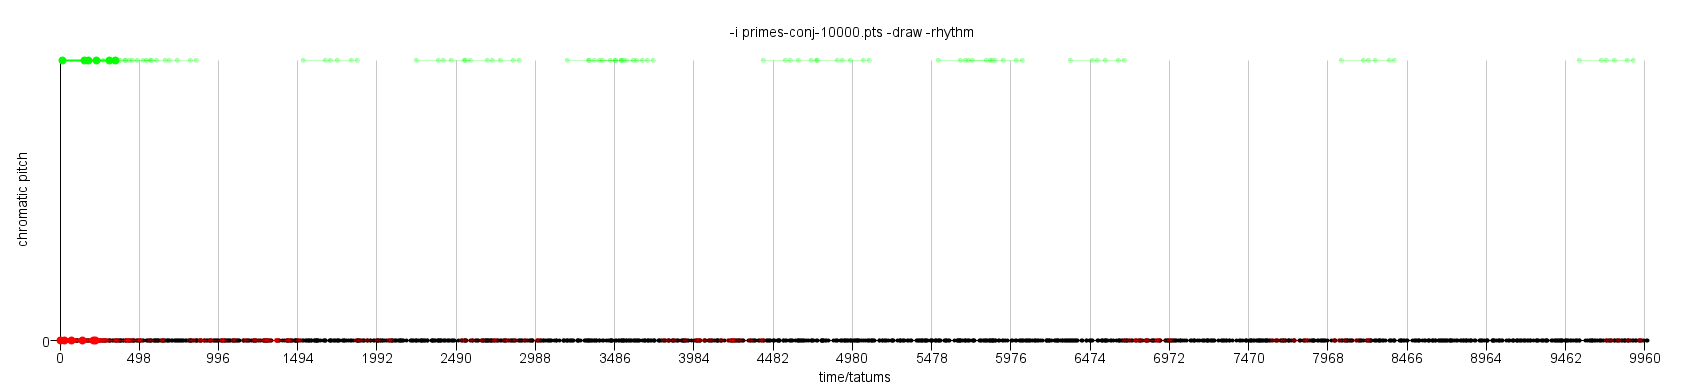 -i primes-conj-10000.pts -draw -rhythm
chromatic pitch
0
0 498 996 1494 1992 2490 2988 3486 3984 4482 4980 5478 5976 6474 6972 7470 7968 8466 8964 9462 9960
time/tatums